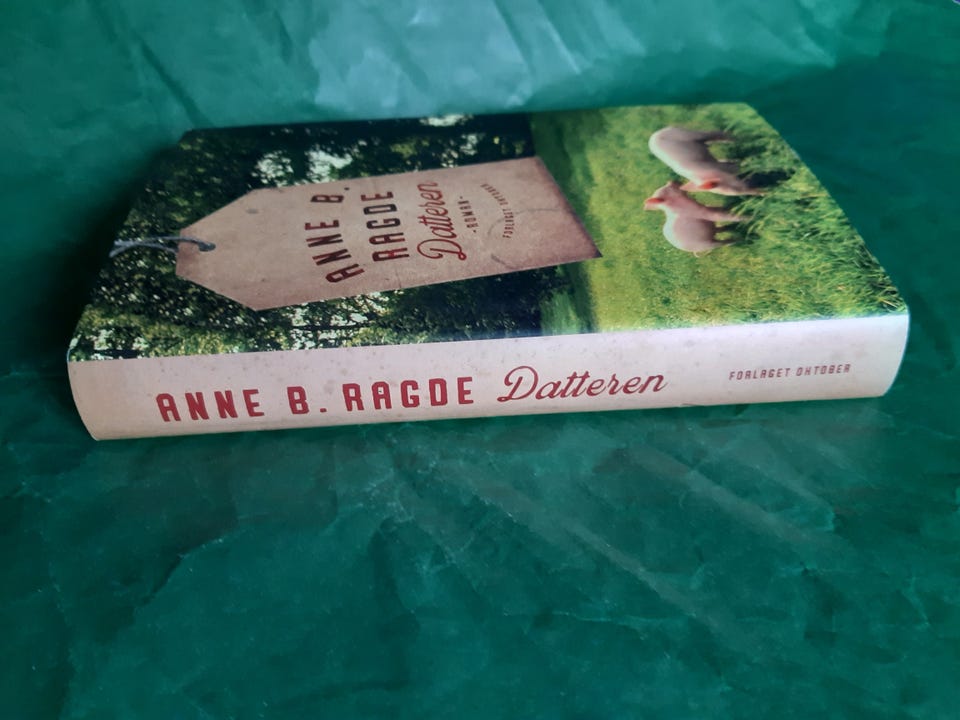 ANNE B.
RAGDE
Datteren
- ROMAN -
FORLAGET OKTOBER
ANNE B. RAGDE Datteren FORLAGET OKTOBER